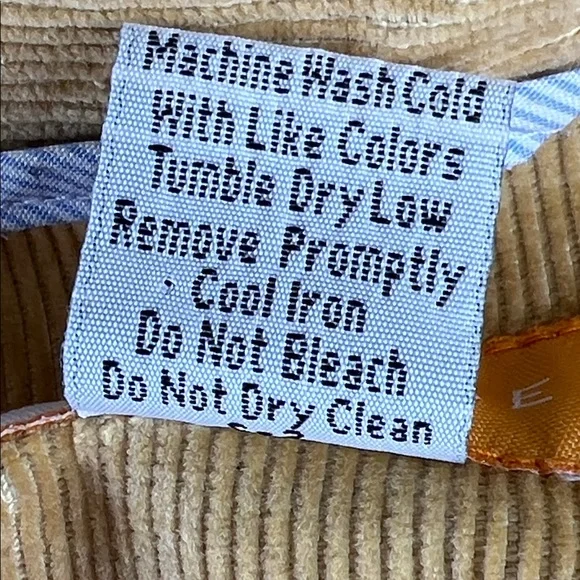 Machine Wash Cold
With Like Colors
Tumble Dry Low
Remove Promptly
Cool Iron
Do Not Bleach
Do Not Dry Clean
E